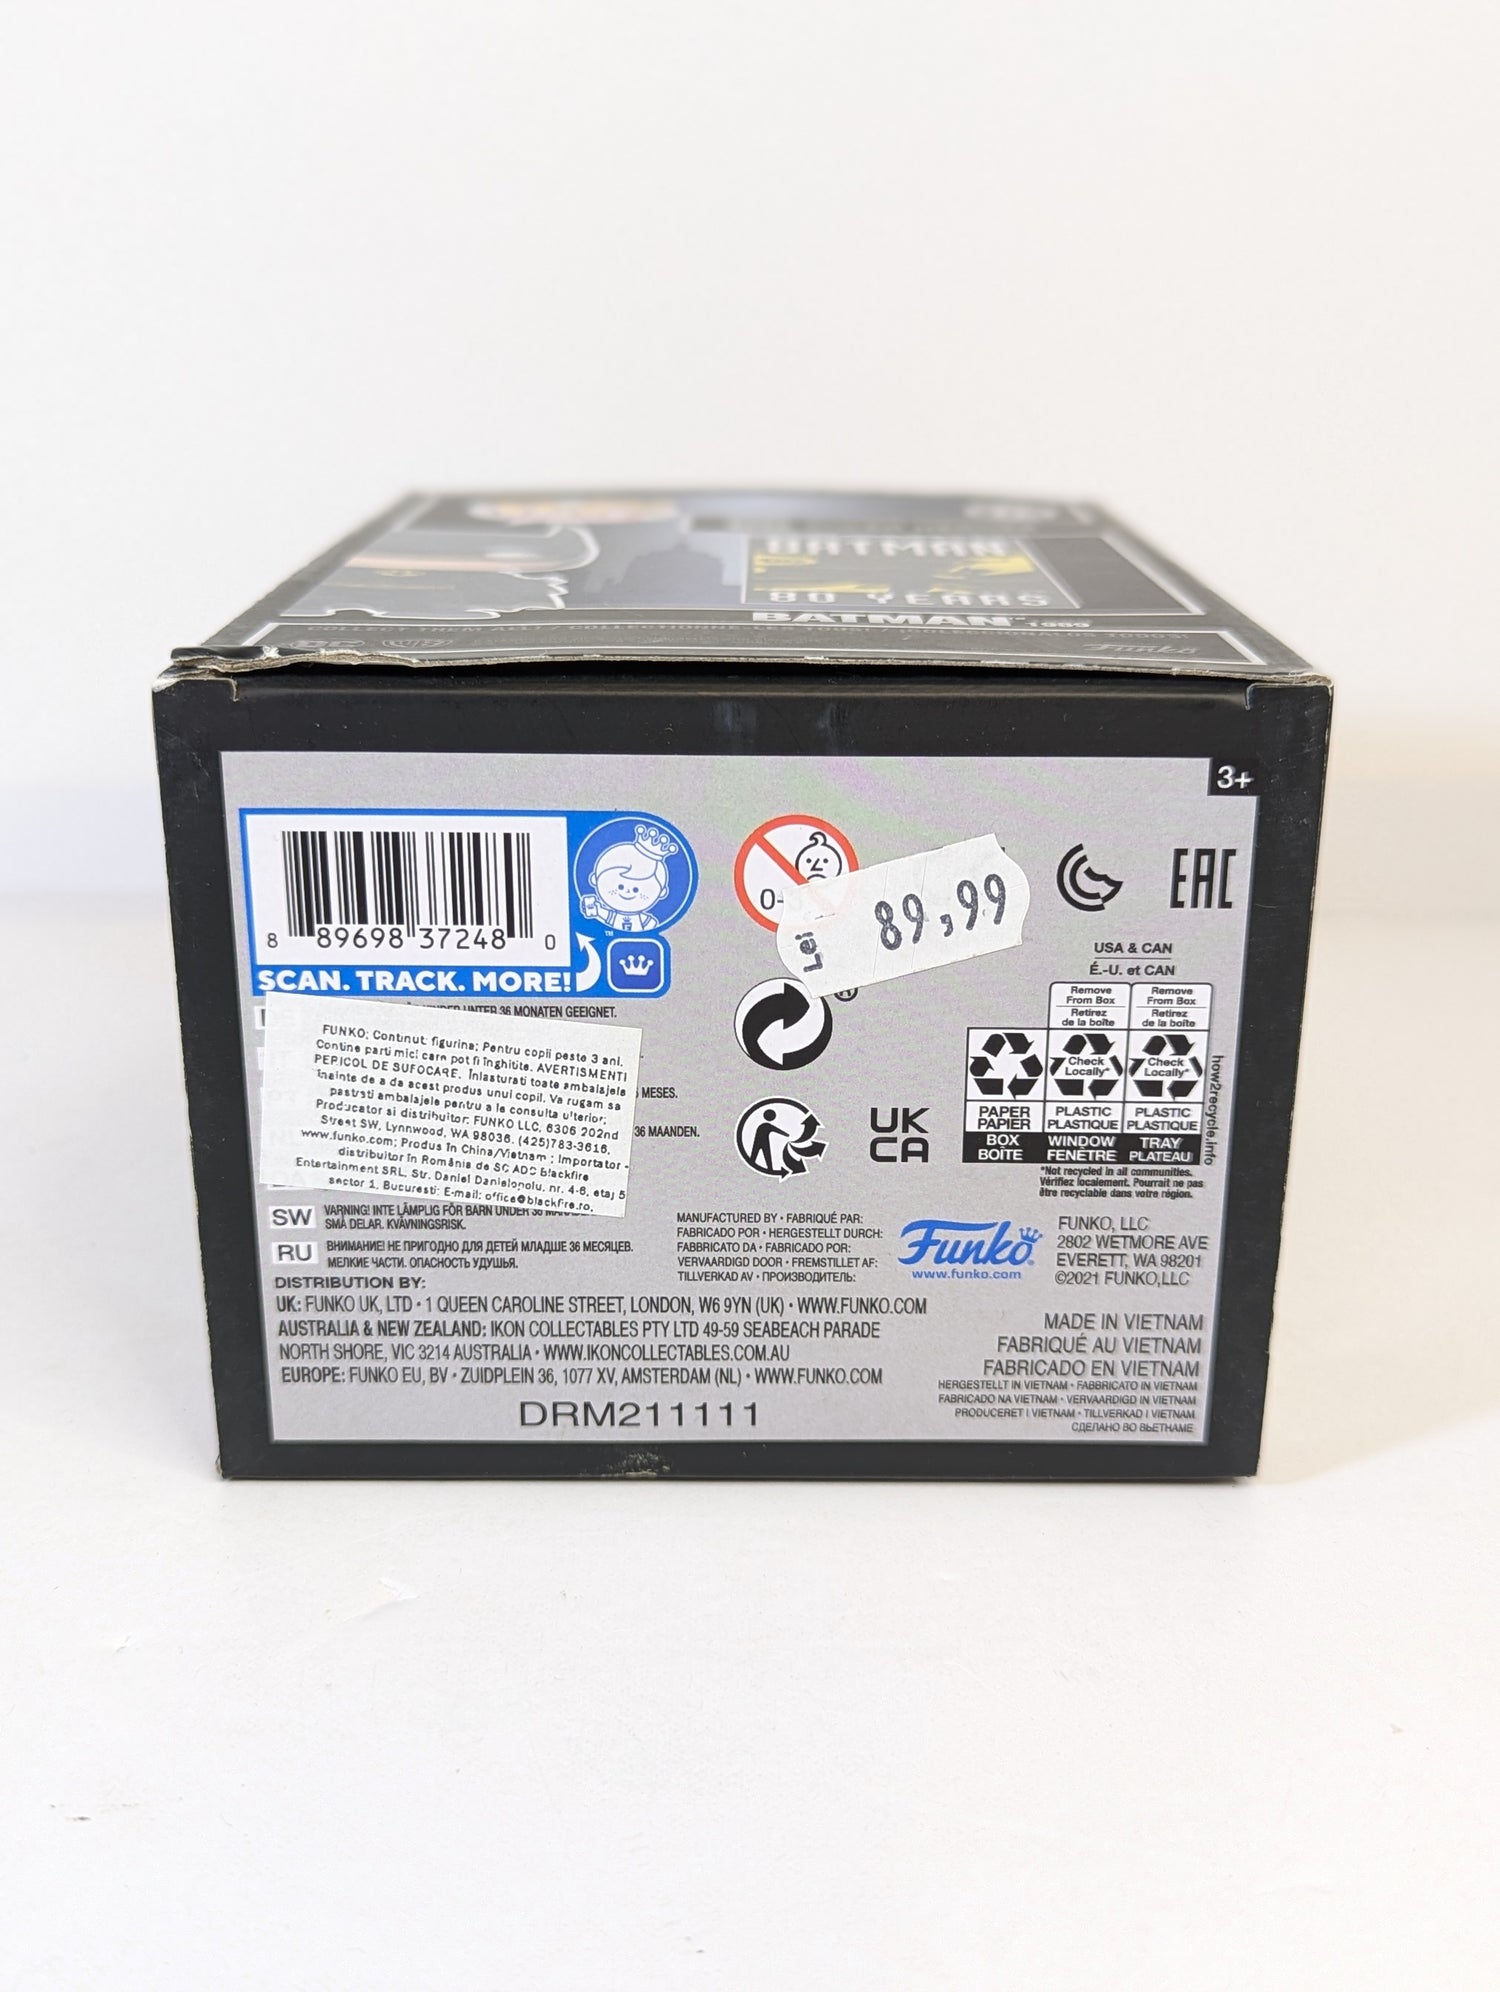 BATMAN
80 YEARS
BATMAN 1989
Funko
3+
8 89698 37248 0
SCAN. TRACK. MORE!
TM
0-
Lei 89,99
®
EAC
USA & CAN
É.-U. et CAN
Remove From Box
Retirez de la boîte
Remove From Box
Retirez de la boîte
Check Locally*
Check Locally*
PAPER PAPIER
PLASTIC PLASTIQUE
PLASTIC PLASTIQUE
BOX BOÎTE
WINDOW FENÊTRE
TRAY PLATEAU
how2recycle.info
*Not recycled in all communities.
Vérifiez localement. Pourrait ne pas
être recyclable dans votre région.
UK
CA
UNTER 36 MONATEN GEEIGNET.
MESES.
36 MAANDEN.
FUNKO; Continut: figurina; Pentru copii peste 3 ani.
Contine parti mici care pot fi înghitite. AVERTISMENT!
PERICOL DE SUFOCARE. Înlaturati toate ambalajele
înainte de a da acest produs unui copil. Va rugam sa
pastrati ambalajele pentru a le consulta ulterior;
Producator si distribuitor: FUNKO LLC, 6306 202nd
Street SW, Lynnwood, WA 98036, (425)783-3616,
www.funko.com; Produs în China/Vietnam ; Importator -
distribuitor în România de SC ADC blackfire
Entertainment SRL, Str. Daniel Danielopolu, nr. 4-6, etaj 5
sector 1, Bucuresti; E-mail: office@blackfire.ro.
SW VARNING! INTE LÄMPLIG FÖR BARN UNDER 36
SMÅ DELAR. KVÄVNINGSRISK.
RU ВНИМАНИЕ! НЕ ПРИГОДНО ДЛЯ ДЕТЕЙ МЛАДШЕ 36 МЕСЯЦЕВ.
МЕЛКИЕ ЧАСТИ. ОПАСНОСТЬ УДУШЬЯ.
MANUFACTURED BY • FABRIQUÉ PAR:
FABRICADO POR • HERGESTELLT DURCH:
FABBRICATO DA • FABRICADO POR:
VERVAARDIGD DOOR • FREMSTILLET AF:
TILLVERKAD AV • ПРОИЗВОДИТЕЛЬ:
Funko
www.funko.com
FUNKO, LLC
2802 WETMORE AVE
EVERETT, WA 98201
©2021 FUNKO,LLC
DISTRIBUTION BY:
UK: FUNKO UK, LTD • 1 QUEEN CAROLINE STREET, LONDON, W6 9YN (UK) • WWW.FUNKO.COM
AUSTRALIA & NEW ZEALAND: IKON COLLECTABLES PTY LTD 49-59 SEABEACH PARADE
NORTH SHORE, VIC 3214 AUSTRALIA • WWW.IKONCOLLECTABLES.COM.AU
EUROPE: FUNKO EU, BV • ZUIDPLEIN 36, 1077 XV, AMSTERDAM (NL) • WWW.FUNKO.COM
MADE IN VIETNAM
FABRIQUÉ AU VIETNAM
FABRICADO EN VIETNAM
HERGESTELLT IN VIETNAM • FABBRICATO IN VIETNAM
FABRICADO NA VIETNAM • VERVAARDIGD IN VIETNAM
PRODUCERET I VIETNAM • TILLVERKAD I VIETNAM
СДЕЛАНО ВО ВЬЕТНАМЕ
DRM211111